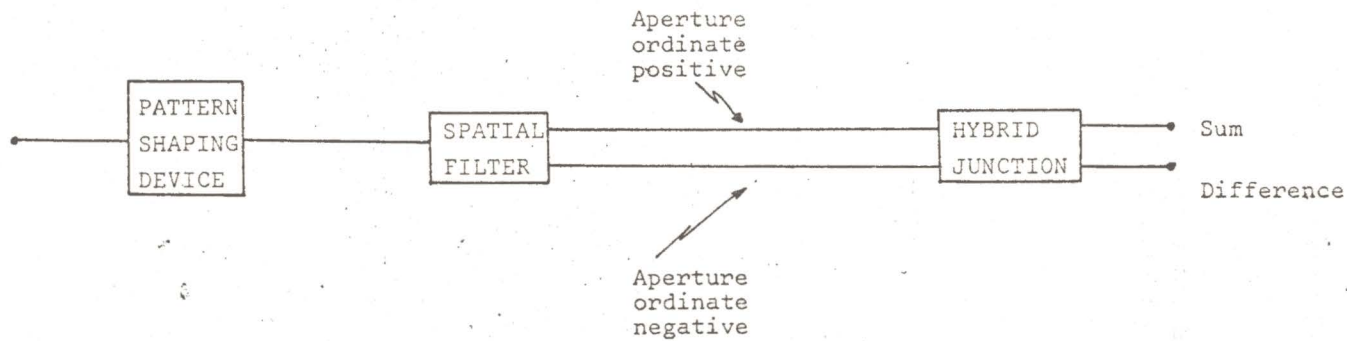 Aperture
ordinate
positive
PATTERN
SHAPING
DEVICE
SPATIAL
FILTER
HYBRID
JUNCTION
Sum
Difference
Aperture
ordinate
negative